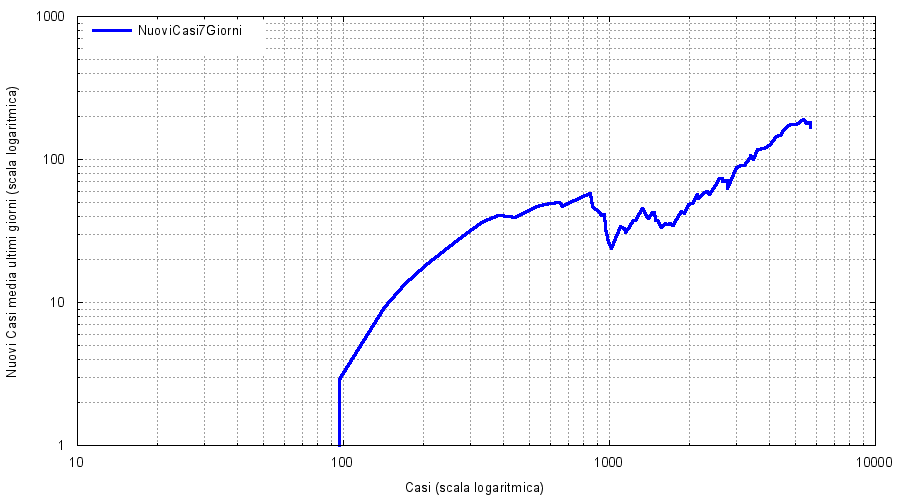 1000
NuoviCasi7Giorni
100
10
1
Nuovi Casi media ultimi giorni (scala logaritmica)
10
100
1000
10000
Casi (scala logaritmica)